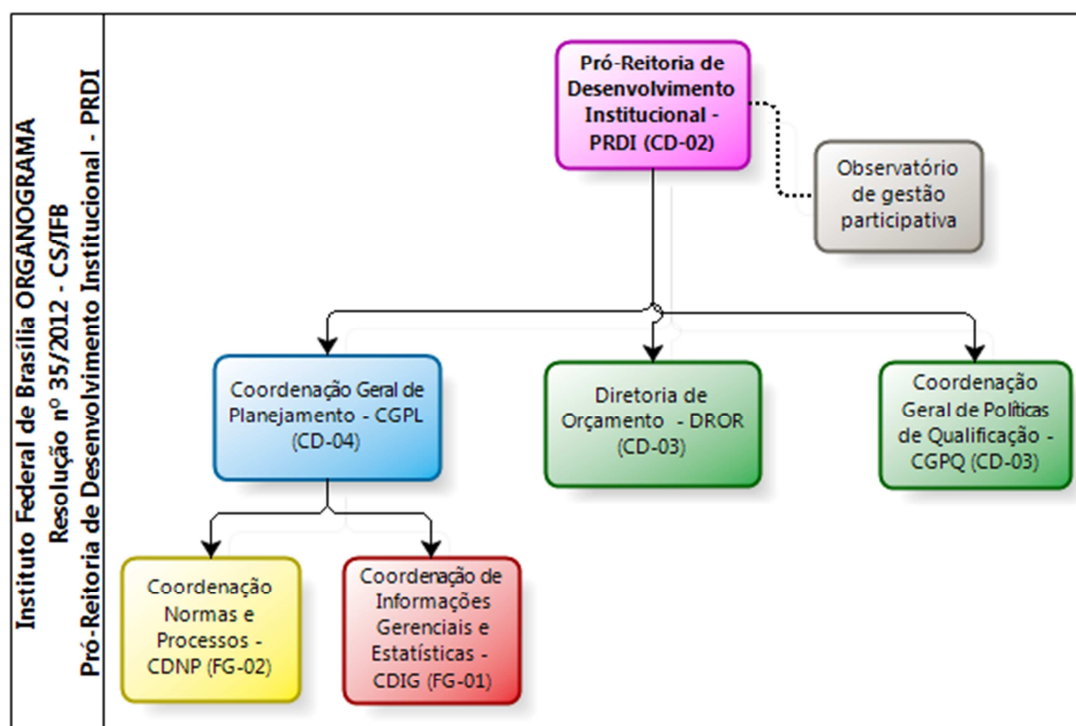 Instituto Federal de Brasília ORGANOGRAMA
Resolução nº 35/2012 - CS/IFB
Pró-Reitoria de Desenvolvimento Institucional - PRDI
Pró-Reitoria de
Desenvolvimento
Institucional -
PRDI (CD-02)
Observatório
de gestão
participativa
Coordenação Geral de
Planejamento - CGPL
(CD-04)
Diretoria de
Orçamento - DROR
(CD-03)
Coordenação
Geral de Políticas
de Qualificação -
CGPQ (CD-03)
Coordenação
Normas e
Processos -
CDNP (FG-02)
Coordenação de
Informações
Gerenciais e
Estatísticas -
CDIG (FG-01)